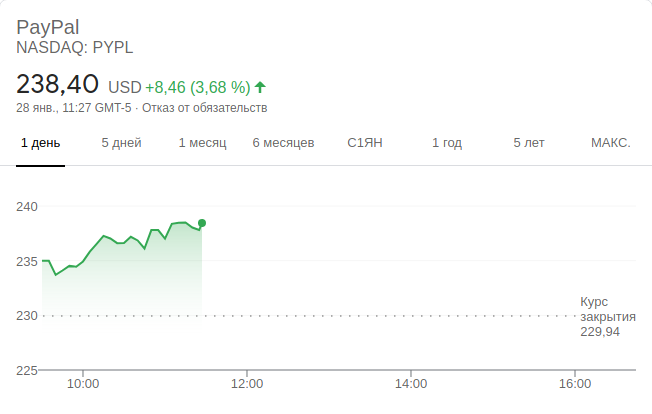 PayPal
NASDAQ: PYPL
238,40 USD +8,46 (3,68 %)
28 янв., 11:27 GMT-5 · Отказ от обязательств
1 день 5 дней 1 месяц 6 месяцев С1ЯН 1 год 5 лет МАКС.
240
235
230
225
Курс
закрытия
229,94
10:00 12:00 14:00 16:00